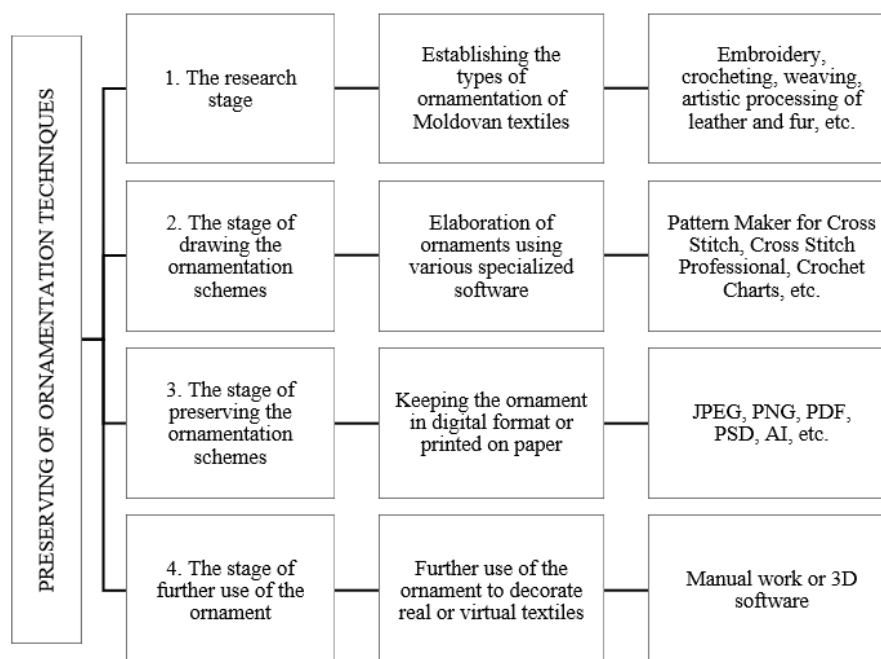 PRESERVING OF ORNAMENTATION TECHNIQUES
1. The research
stage
Establishing the
types of
ornamentation of
Moldovan textiles
Embroidery,
crocheting, weaving,
artistic processing of
leather and fur, etc.
2. The stage of
drawing the
ornamentation
schemes
Elaboration of
ornaments using
various specialized
software
Pattern Maker for Cross
Stitch, Cross Stitch
Professional, Crochet
Charts, etc.
3. The stage of
preserving the
ornamentation
schemes
Keeping the ornament
in digital format or
printed on paper
JPEG, PNG, PDF,
PSD, AI, etc.
4. The stage of
further use of the
ornament
Further use of the
ornament to decorate
real or virtual textiles
Manual work or 3D
software